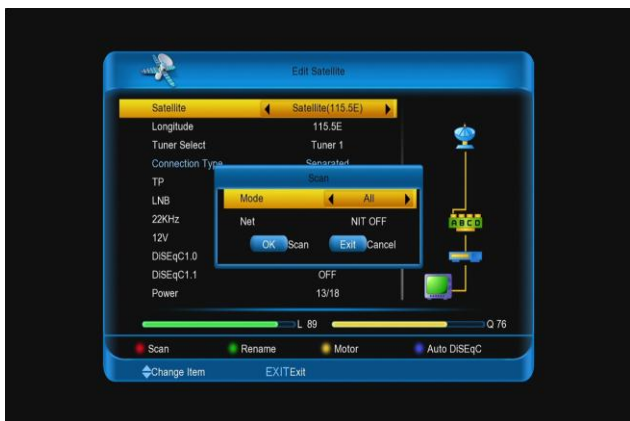 Edit Satellite
Satellite Satellite(115.5E)
Longitude 115.5E
Tuner Select Tuner 1
Connection Type Separated
Scan
TP
Mode All
LNB
22KHz
Net NIT OFF
12V
OK Scan Exit Cancel
DiSEqC1.0
DiSEqC1.1 OFF
Power 13/18
A B C D
L 89 Q 76
Scan Rename Motor Auto DiSEqC
Change Item EXIT Exit